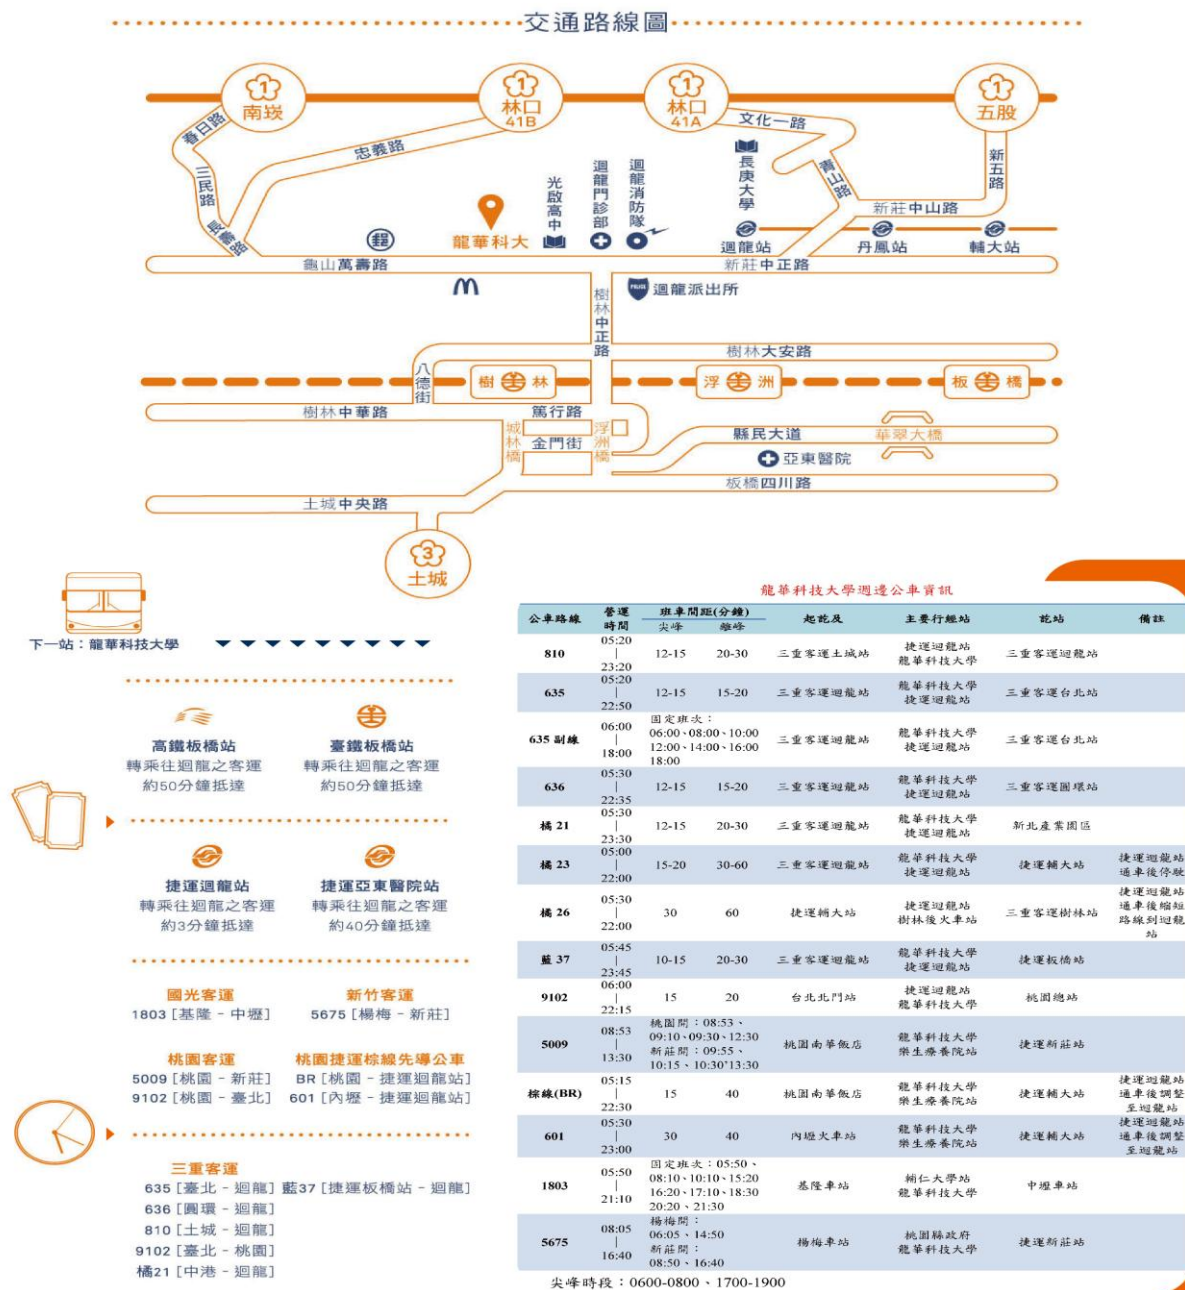 交通路線圖
1
南崁
1
林口
41B
1
林口
41A
1
五股
春日路
三民路
長壽路
忠義路
文化一路
青山路
新五路
新莊中山路
光啟高中
迴龍門診部
迴龍消防隊
長庚大學
郵
龍華科大
迴龍站
丹鳳站
輔大站
龜山萬壽路
新莊中正路
POLICE
迴龍派出所
樹林中正路
樹林大安路
八德街
樹 林
浮 洲
板 橋
樹林中華路
篤行路
城林橋
金門街
浮洲橋
縣民大道
華翠大橋
亞東醫院
板橋四川路
土城中央路
3
土城
下一站：龍華科技大學
高鐵板橋站
轉乘往迴龍之客運
約50分鐘抵達
臺鐵板橋站
轉乘往迴龍之客運
約50分鐘抵達
捷運迴龍站
轉乘往迴龍之客運
約3分鐘抵達
捷運亞東醫院站
轉乘往迴龍之客運
約40分鐘抵達
國光客運
1803 [基隆 - 中壢]
新竹客運
5675 [楊梅 - 新莊]
桃園客運
5009 [桃園 - 新莊]
9102 [桃園 - 臺北]
桃園捷運棕線先導公車
BR [桃園 - 捷運迴龍站]
601 [內壢 - 捷運迴龍站]
三重客運
635 [臺北 - 迴龍] 藍37 [捷運板橋站 - 迴龍]
636 [圓環 - 迴龍]
810 [土城 - 迴龍]
9102 [臺北 - 桃園]
橘21 [中港 - 迴龍]
龍華科技大學週邊公車資訊
公車路線 營運時間 班車間距(分鐘) 尖峰 離峰 起訖及 主要行經站 訖站 備註
810 05:20 | 23:20 12-15 20-30 三重客運土城站 捷運迴龍站 龍華科技大學 三重客運迴龍站
635 05:20 | 22:50 12-15 15-20 三重客運迴龍站 龍華科技大學 捷運迴龍站 三重客運台北站
635 副線 06:00 | 18:00 固定班次： 06:00、08:00、10:00 12:00、14:00、16:00 18:00 三重客運迴龍站 龍華科技大學 捷運迴龍站 三重客運台北站
636 05:30 | 22:35 12-15 15-20 三重客運迴龍站 龍華科技大學 捷運迴龍站 三重客運圓環站
橘 21 05:30 | 23:30 12-15 20-30 三重客運迴龍站 龍華科技大學 捷運迴龍站 新北產業園區
橘 23 05:00 | 22:00 15-20 30-60 三重客運迴龍站 龍華科技大學 捷運迴龍站 捷運輔大站 捷運迴龍站通車後停駛
橘 26 05:30 | 22:00 30 60 捷運輔大站 捷運迴龍站 樹林後火車站 三重客運樹林站 捷運迴龍站通車後縮短路線到迴龍站
藍 37 05:45 | 23:45 10-15 20-30 三重客運迴龍站 龍華科技大學 捷運迴龍站 捷運板橋站
9102 06:00 | 22:15 15 20 台北北門站 捷運迴龍站 龍華科技大學 桃園總站
5009 08:53 | 13:30 桃園開：08:53、 09:10、09:30、12:30 新莊開：09:55、 10:15、10:30'13:30 桃園南華飯店 龍華科技大學 樂生療養院站 捷運新莊站
棕線(BR) 05:15 | 22:30 15 40 桃園南華飯店 龍華科技大學 樂生療養院站 捷運輔大站 捷運迴龍站通車後調整至迴龍站
601 05:30 | 23:00 30 40 內壢火車站 龍華科技大學 樂生療養院站 捷運輔大站 捷運迴龍站通車後調整至迴龍站
1803 05:50 | 21:10 固定班次：05:50、 08:10、10:10、15:20 16:20、17:10、18:30 20:20、21:30 基隆車站 輔仁大學站 龍華科技大學 中壢車站
5675 08:05 | 16:40 楊梅開： 06:05、14:50 新莊開： 08:50、16:40 楊梅車站 桃園縣政府 龍華科技大學 捷運新莊站
尖峰時段：0600-0800、1700-1900